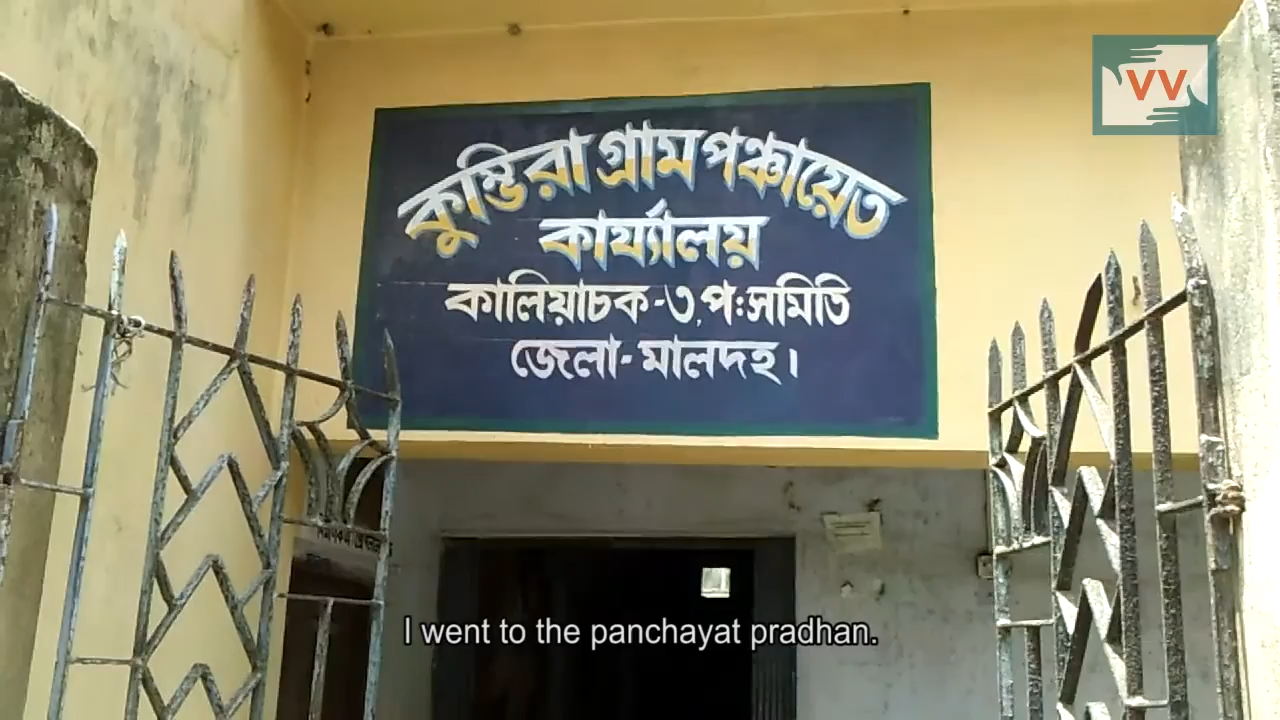 VV
কুম্ভিরা গ্রাম পঞ্চায়েত
কার্য্যালয়
কালিয়াচক-৩, প:সমিতি
জেলা- মালদহ।
I went to the panchayat pradhan.